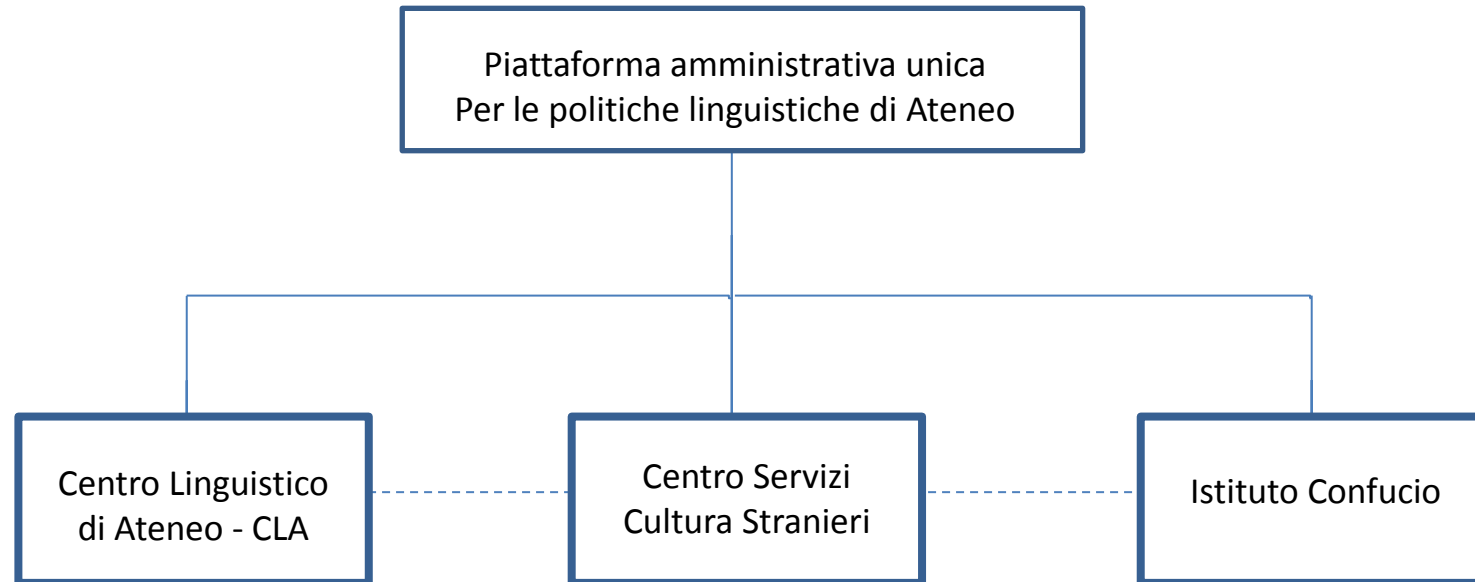 Piattaforma amministrativa unica
Per le politiche linguistiche di Ateneo
Centro Linguistico
di Ateneo - CLA
Centro Servizi
Cultura Stranieri
Istituto Confucio